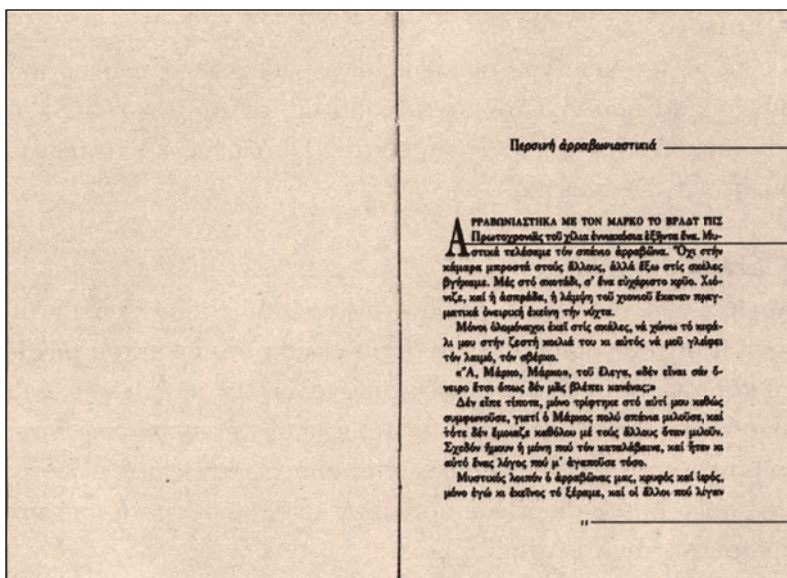 Περσινή ἀρραβωνιαστικιά
ΑΡΡΑΒΩΝΙΑΣΤΗΚΑ ΜΕ ΤΟΝ ΜΑΡΚΟ ΤΟ ΒΡΑΔΥ ΤΗΣ
Πρωτοχρονιᾶς τοῦ χίλια ἐννιακόσια ἑξῆντα ἕνα. Μυ-
στικά τελέσαμε τόν σπάνιο ἀρραβῶνα. Ὄχι στήν
κάμαρα μπροστά στούς ἄλλους, ἀλλά ἔξω στίς σκάλες
βγήκαμε. Μές στό σκοτάδι, σ' ἕνα εὐχάριστο κρύο. Χιό-
νιζε, καί ἡ ἀσπράδα, ἡ λάμψη τοῦ χιονιοῦ ἔκαναν πραγ-
ματικά ὀνειρική ἐκείνη τήν νύχτα.
Μόνοι ὁλομόναχοι ἐκεῖ στίς σκάλες, νά χώνω τό κεφά-
λι μου στήν ζεστή κοιλιά του κι αὐτός νά μοῦ γλείφει
τόν λαιμό, τόν σβέρκο.
«Ἄ, Μάρκο, Μάρκο», τοῦ ἔλεγα, «δέν εἶναι σάν ὄ-
νειρο ἔτσι ὅπως δέν μᾶς βλέπει κανένας;»
Δέν εἶπε τίποτα, μόνο τρίφτηκε στό αὐτί μου καθώς
συμφωνοῦσε, γιατί ὁ Μάρκος πολύ σπάνια μιλοῦσε, καί
τότε δέν ἔμοιαζε καθόλου μέ τούς ἄλλους ὅταν μιλοῦν.
Σχεδόν ἤμουν ἡ μόνη πού τόν καταλάβαινε, καί ἦταν κι
αὐτό ἕνας λόγος πού μ' ἀγαποῦσε τόσο.
Μυστικός λοιπόν ὁ ἀρραβῶνας μας, κρυφός καί ἱερός,
μόνο ἐγώ κι ἐκεῖνος τό ξέραμε, καί οἱ ἄλλοι πού λέγαν